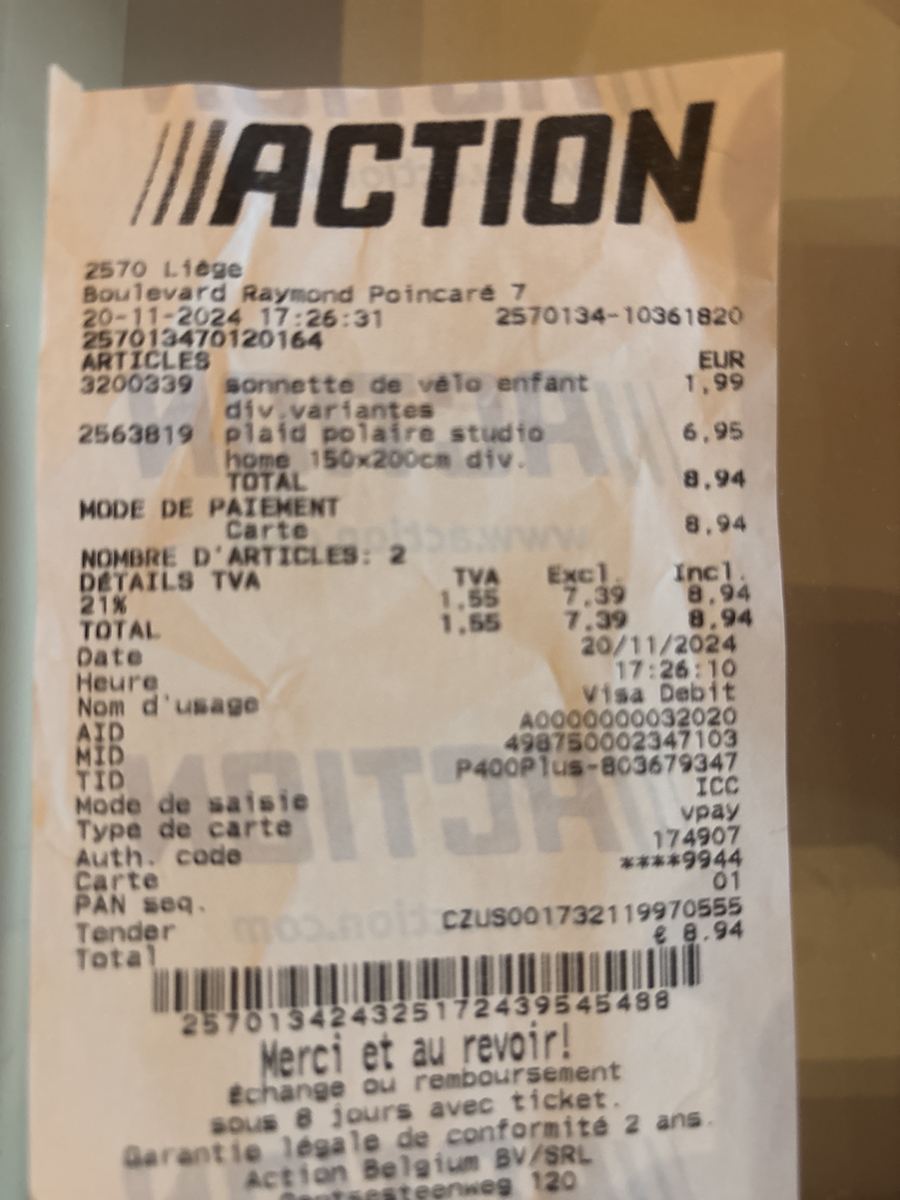 ACTION
2570 Liège
Boulevard Raymond Poincaré 7
20-11-2024 17:26:31 2570134-10361820
257013470120164
ARTICLES EUR
3200339 sonnette de vélo enfant 1,99
div.variantes
2563819 plaid polaire studio 6,95
home 150x200cm div.
TOTAL 8,94
MODE DE PAIEMENT
Carte 8,94
NOMBRE D'ARTICLES: 2
DÉTAILS TVA TVA Excl. Incl.
21% 1.55 7.39 8.94
TOTAL 1.55 7.39 8.94
Date 20/11/2024
Heure 17:26:10
Nom d'usage Visa Debit
AID A0000000032020
MID 498750002347103
TID P400Plus-803679347
Mode de saisie ICC
Type de carte vpay
Auth. code 174907
Carte ****9944
PAN seq. 01
Tender CZUS001732119970555
Total € 8.94
257013424325172439545488
Merci et au revoir!
Échange ou remboursement
sous 8 jours avec ticket.
Garantie légale de conformité 2 ans.
Action Belgium BV/SRL
120